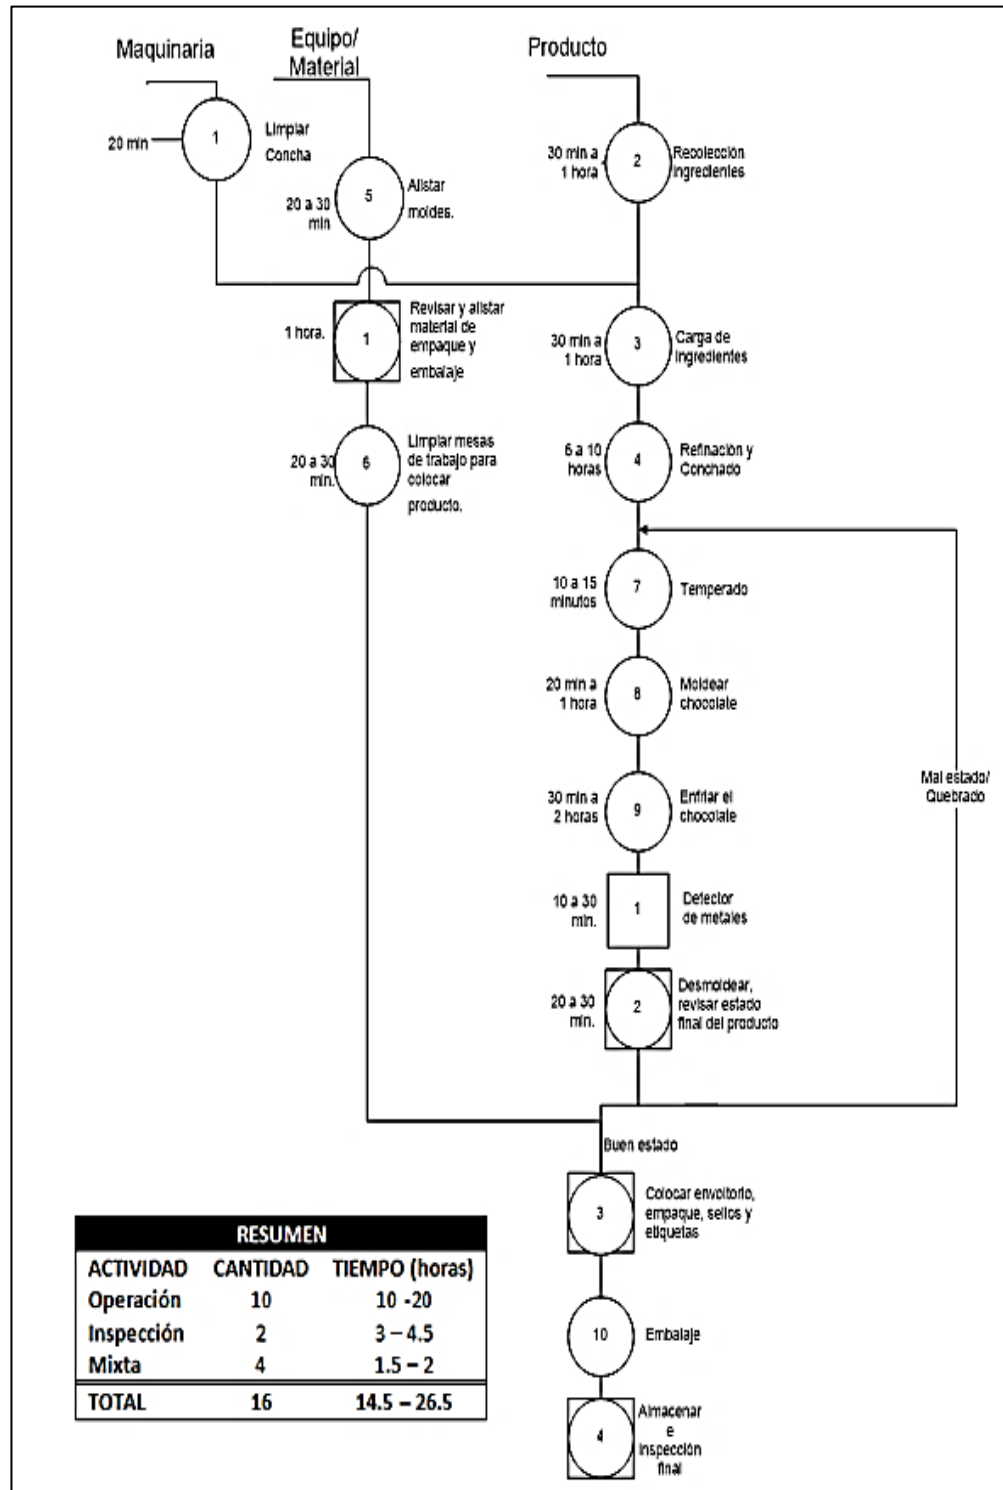 Maquinaria
Equipo/
Material
Producto
20 min
1
Limpiar
Concha
20 a 30
min
5
Alistar
moldes.
30 min a
1 hora
2
Recolección
ingredientes
1 hora.
1
Revisar y alistar
material de
empaque y
embalaje
30 min a
1 hora
3
Carga de
ingredientes
20 a 30
min.
6
Limpiar mesas
de trabajo para
colocar
producto.
6 a 10
horas
4
Refinación y
Conchado
10 a 15
minutos
7
Temperado
20 min a
1 hora
8
Moldear
chocolate
30 min a
2 horas
9
Enfriar el
chocolate
Mal estado/
Quebrado
10 a 30
min.
1
Detector
de metales
20 a 30
min.
2
Desmoldear,
revisar estado
final del producto
Buen estado
3
Colocar envoltorio,
empaque, sellos y
etiquetas
10
Embalaje
4
Almacenar
e
inspección
final
RESUMEN
ACTIVIDAD CANTIDAD TIEMPO (horas)
Operación 10 10 -20
Inspección 2 3 – 4.5
Mixta 4 1.5 – 2
TOTAL 16 14.5 – 26.5